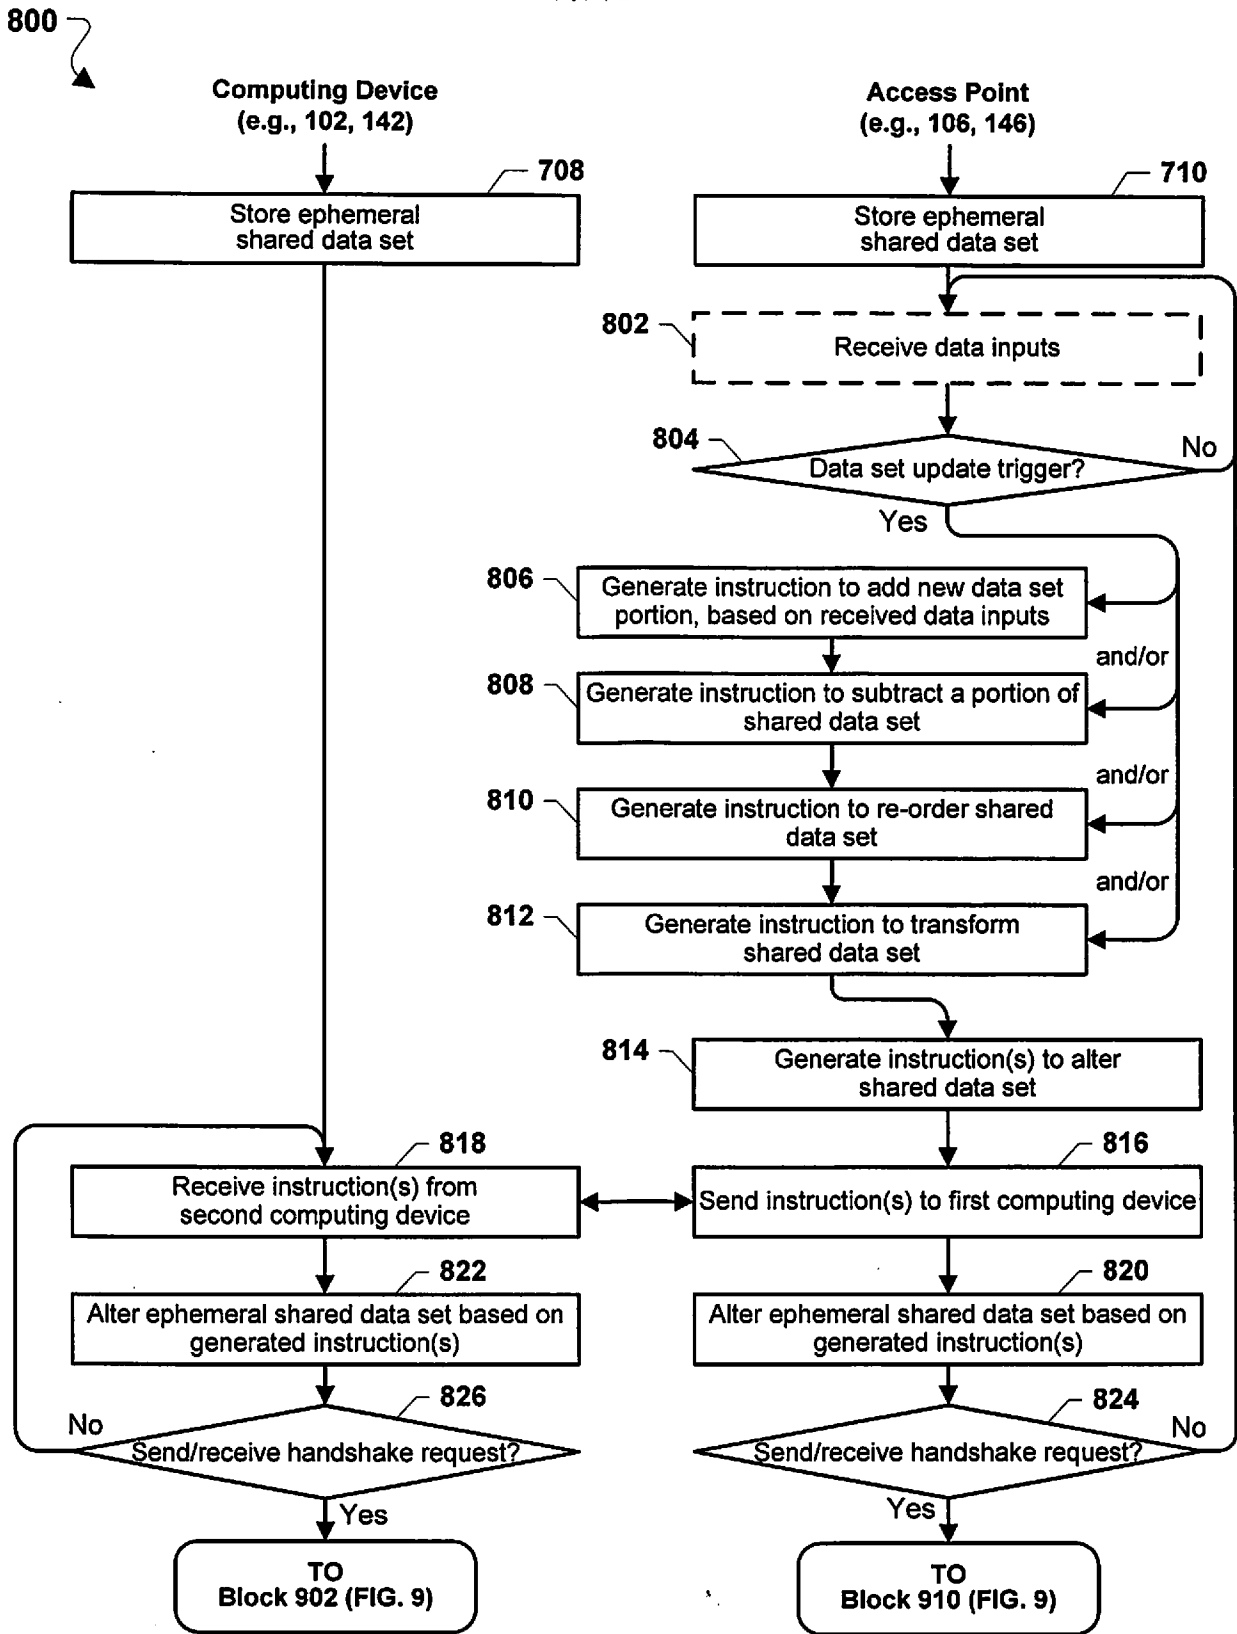 800
Computing Device
(e.g., 102, 142)
Access Point
(e.g., 106, 146)
708
Store ephemeral
shared data set
710
Store ephemeral
shared data set
802
Receive data inputs
804
Data set update trigger?
No
Yes
806
Generate instruction to add new data set
portion, based on received data inputs
and/or
808
Generate instruction to subtract a portion of
shared data set
and/or
810
Generate instruction to re-order shared
data set
and/or
812
Generate instruction to transform
shared data set
814
Generate instruction(s) to alter
shared data set
818
Receive instruction(s) from
second computing device
816
Send instruction(s) to first computing device
822
Alter ephemeral shared data set based on
generated instruction(s)
820
Alter ephemeral shared data set based on
generated instruction(s)
826
No
Send/receive handshake request?
Yes
824
No
Send/receive handshake request?
Yes
TO
Block 902 (FIG. 9)
TO
Block 910 (FIG. 9)